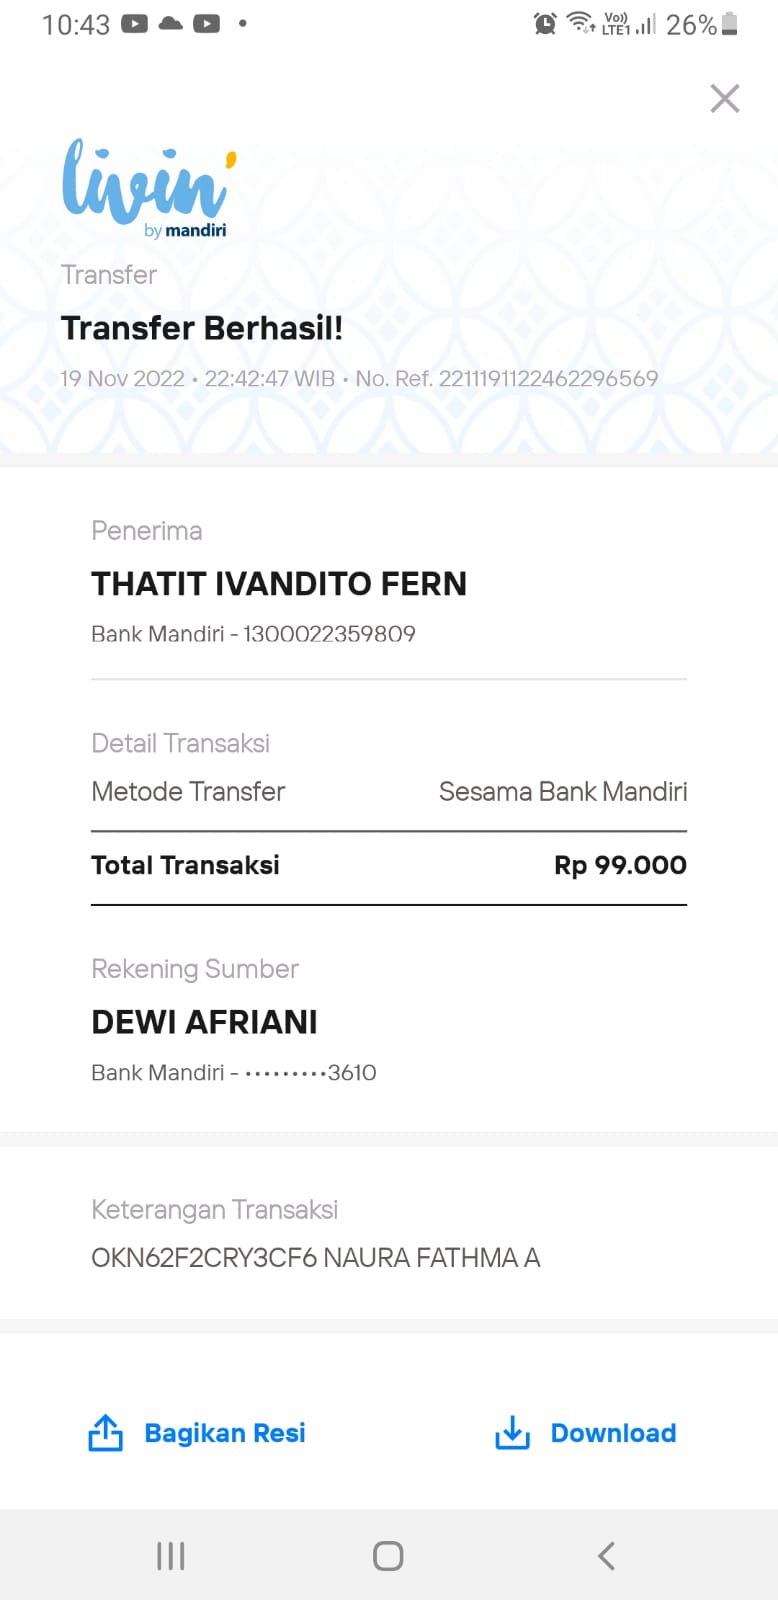 10:43
Vo))
LTE1
26%
livin'
by mandiri
Transfer
Transfer Berhasil!
19 Nov 2022 • 22:42:47 WIB • No. Ref. 2211191122462296569
Penerima
THATIT IVANDITO FERN
Bank Mandiri - 1300022359809
Detail Transaksi
Metode Transfer Sesama Bank Mandiri
Total Transaksi Rp 99.000
Rekening Sumber
DEWI AFRIANI
Bank Mandiri - •••••••••3610
Keterangan Transaksi
OKN62F2CRY3CF6 NAURA FATHMA A
Bagikan Resi Download